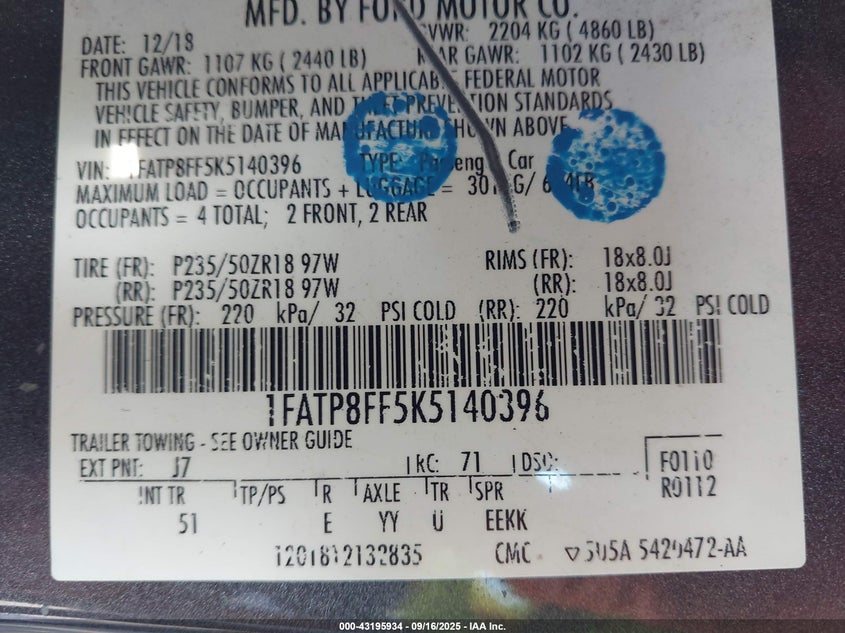 MFD. BY FORD MOTOR CO.
DATE: 12/18
GVWR: 2204 KG ( 4860 LB)
FRONT GAWR: 1107 KG ( 2440 LB)
REAR GAWR: 1102 KG ( 2430 LB)
THIS VEHICLE CONFORMS TO ALL APPLICABLE FEDERAL MOTOR
VEHICLE SAFETY, BUMPER, AND THEFT PREVENTION STANDARDS
IN EFFECT ON THE DATE OF MANUFACTURE SHOWN ABOVE.
VIN: 1FATP8FF5K5140396
TYPE: Passenger Car
MAXIMUM LOAD = OCCUPANTS + LUGGAGE = 301 KG/
OCCUPANTS = 4 TOTAL; 2 FRONT, 2 REAR
TIRE (FR): P235/50ZR18 97W RIMS (FR): 18x8.0J
(RR): P235/50ZR18 97W (RR): 18x8.0J
PRESSURE (FR): 220 kPa/ 32 PSI COLD (RR): 220 kPa/ 32 PSI COLD
1FATP8FF5K5140396
TRAILER TOWING - SEE OWNER GUIDE
EXT PNT: J7 RC: 71 DSO: F0110
R0112
INT TR TP/PS R AXLE TR SPR
51 E YY U EEKK
1201812132835 CMC 5U5A 5420472-AA
000-43195934 - 09/16/2025 - IAA Inc.